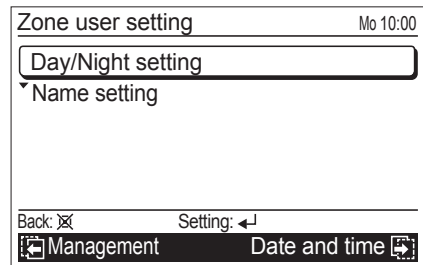 Zone user setting Mo 10:00
Day/Night setting
Name setting
Back: Setting:
Management Date and time